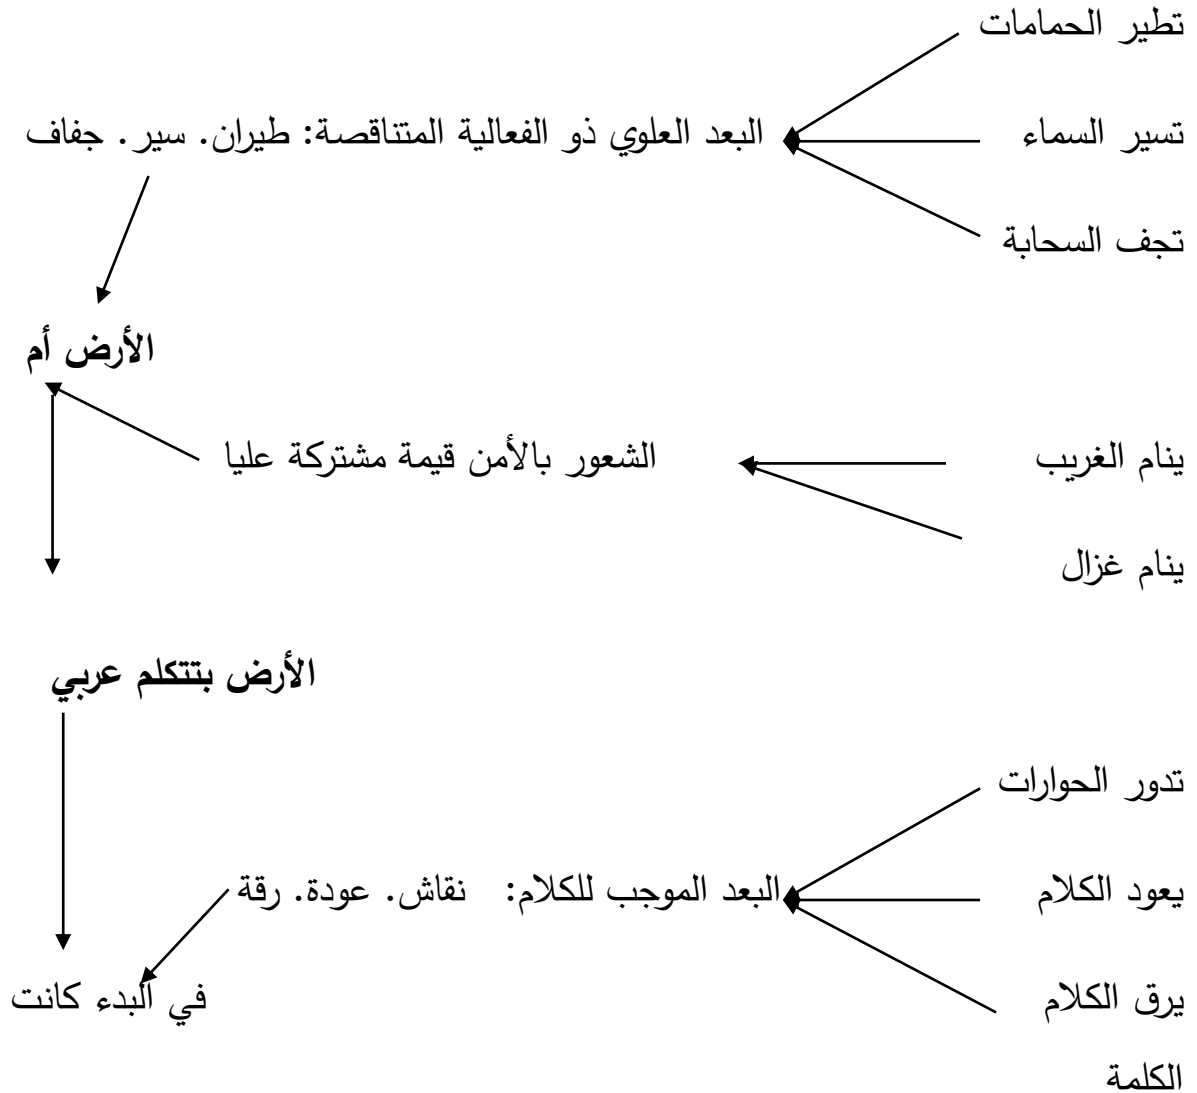 تطير الحمامات
تسير السماء البعد العلوي ذو الفعالية المتناقصة: طيران. سير. جفاف
تجف السحابة
الأرض أم
ينام الغريب الشعور بالأمن قيمة مشتركة عليا
ينام غزال
الأرض بتتكلم عربي
تدور الحوارات
يعود الكلام البعد الموجب للكلام: نقاش. عودة. رقة
يرق الكلام في البدء كانت
الكلمة